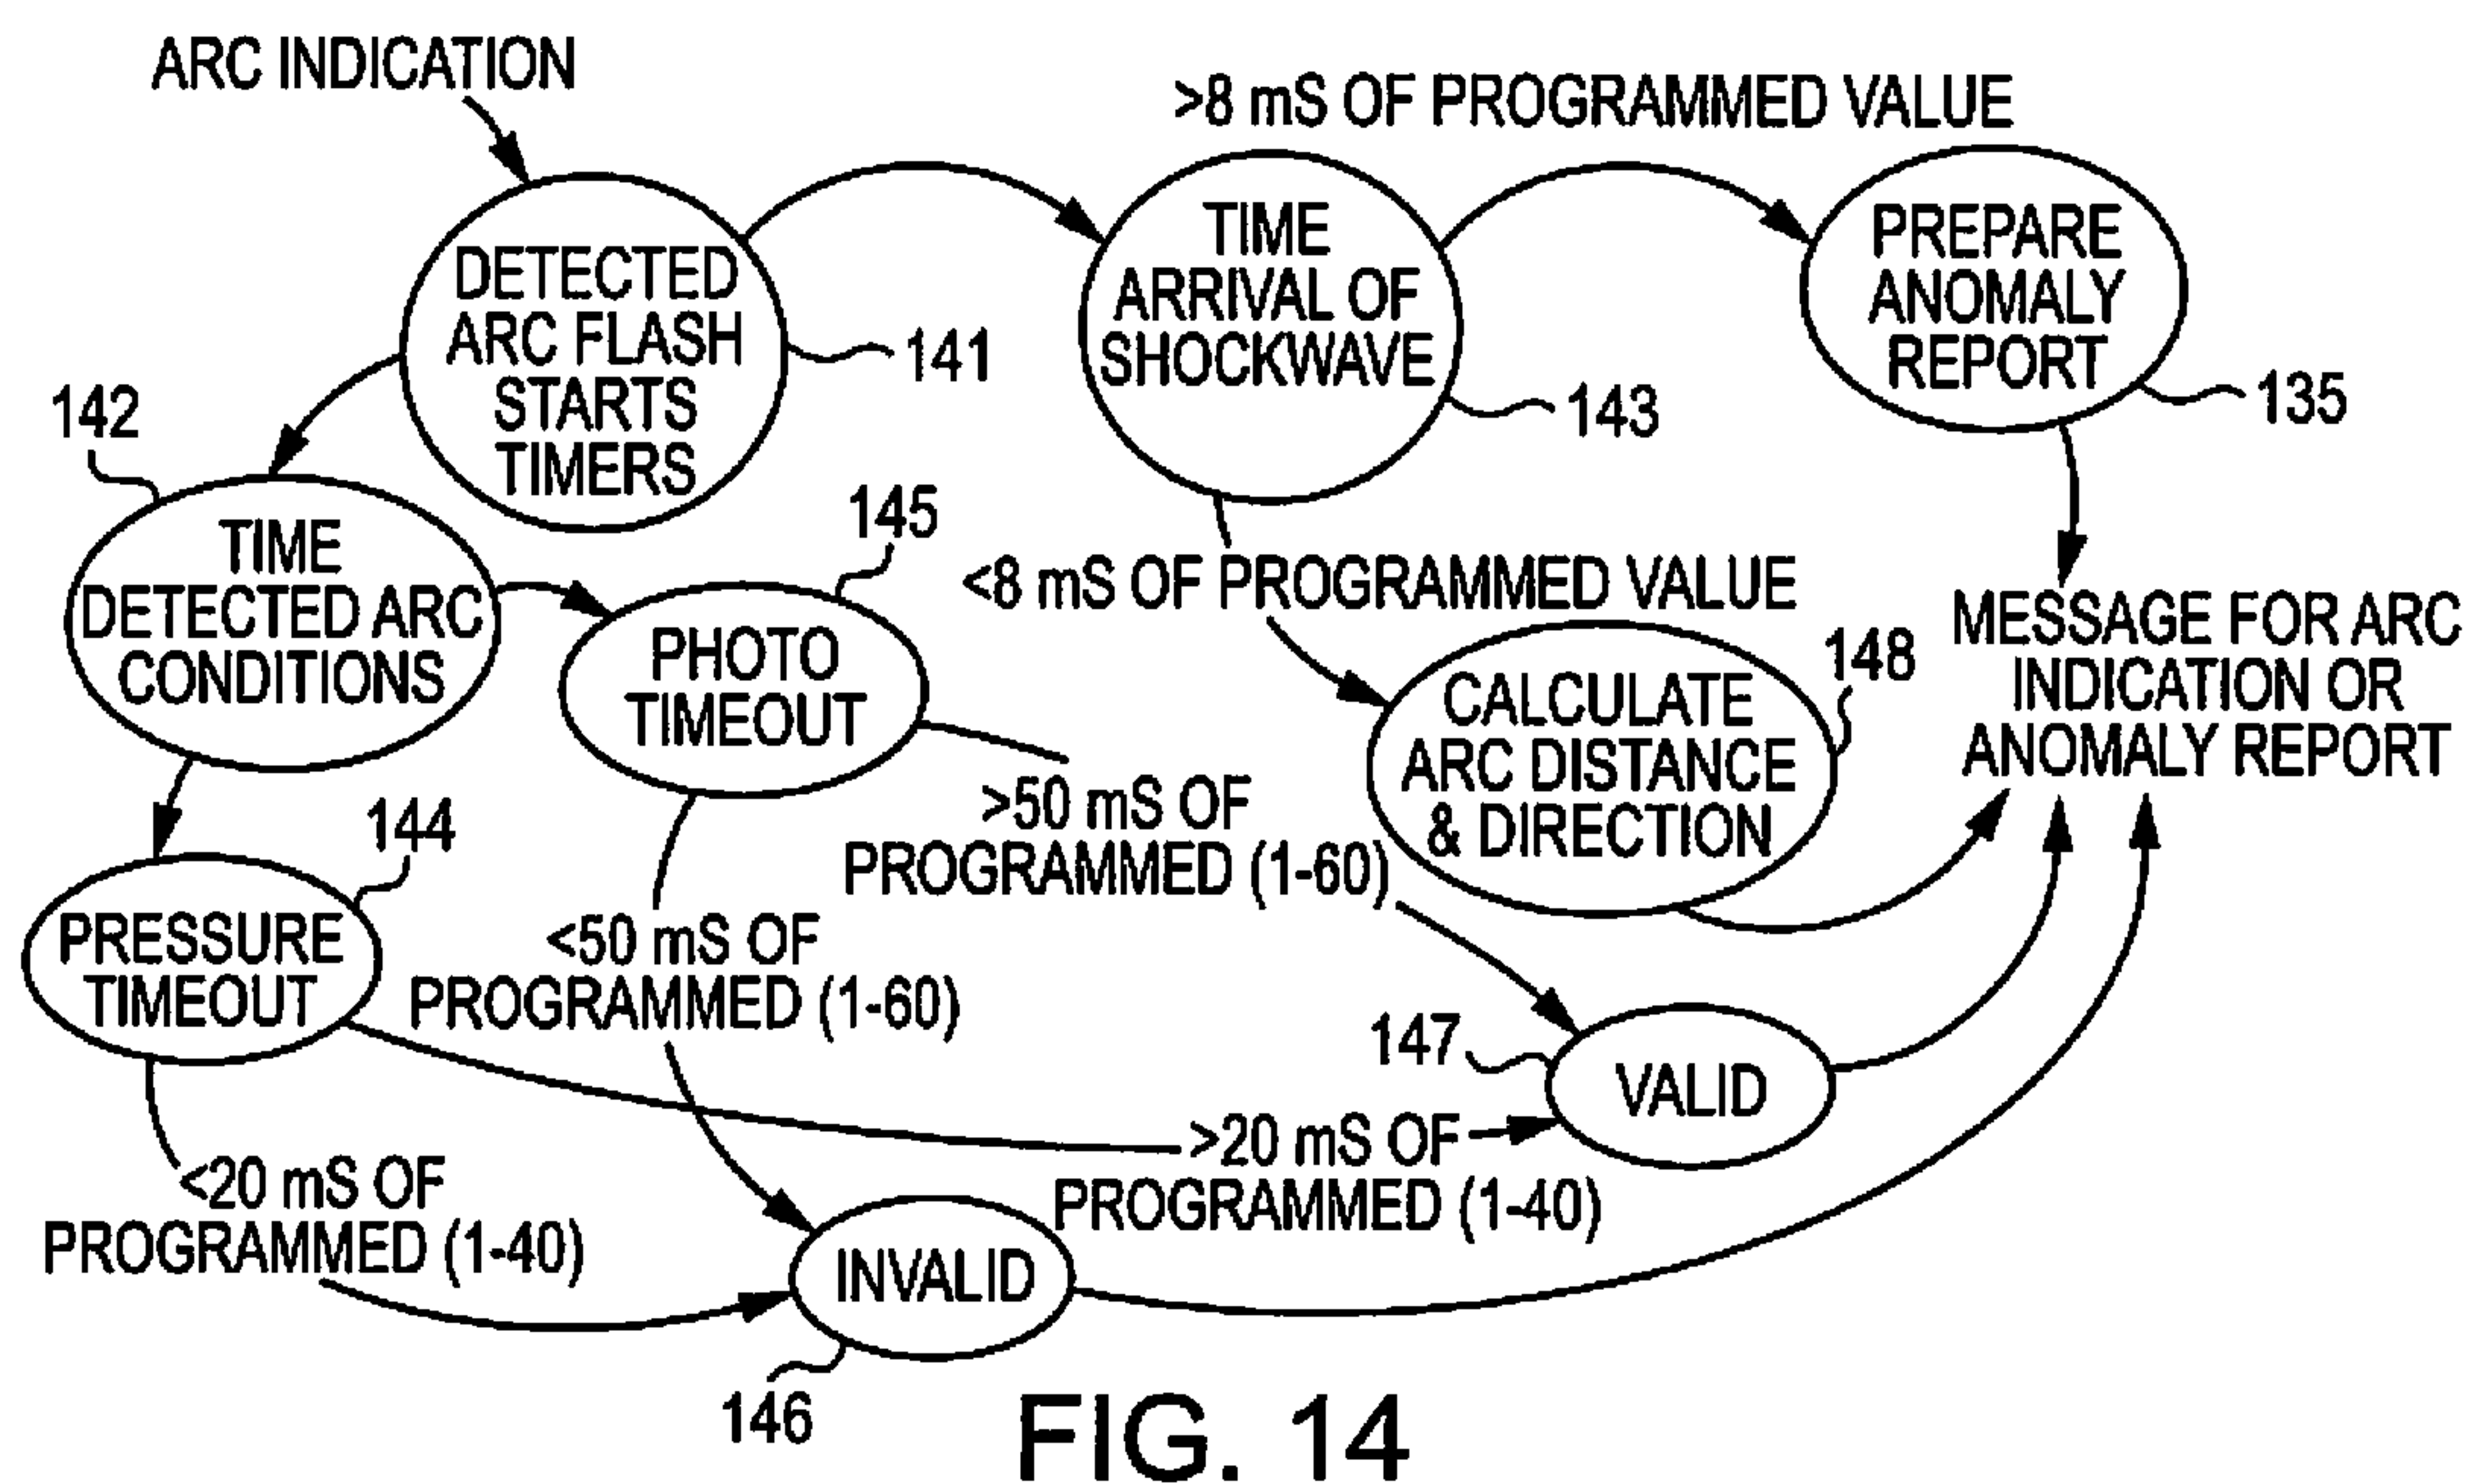 ARC INDICATION
>8 mS OF PROGRAMMED VALUE
DETECTED
ARC FLASH
STARTS
TIMERS
141
TIME
ARRIVAL OF
SHOCKWAVE
143
PREPARE
ANOMALY
REPORT
135
142
TIME
DETECTED ARC
CONDITIONS
145
PHOTO
TIMEOUT
<8 mS OF PROGRAMMED VALUE
148
CALCULATE
ARC DISTANCE
& DIRECTION
MESSAGE FOR ARC
INDICATION OR
ANOMALY REPORT
144
PRESSURE
TIMEOUT
>50 mS OF
PROGRAMMED (1-60)
<50 mS OF
PROGRAMMED (1-60)
147
VALID
>20 mS OF
PROGRAMMED (1-40)
<20 mS OF
PROGRAMMED (1-40)
INVALID
146
FIG. 14